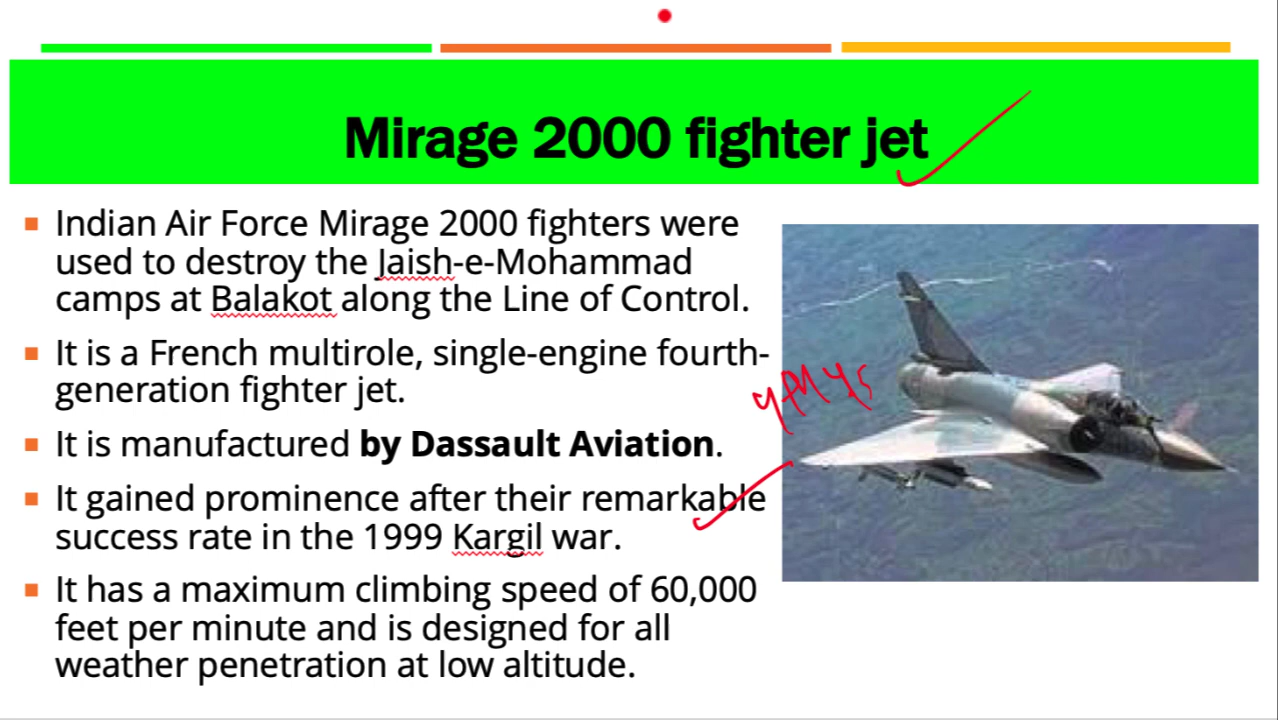 Mirage 2000 fighter jet
Indian Air Force Mirage 2000 fighters were
used to destroy the Jaish-e-Mohammad
camps at Balakot along the Line of Control.
It is a French multirole, single-engine fourth-
generation fighter jet.
It is manufactured by Dassault Aviation.
It gained prominence after their remarkable
success rate in the 1999 Kargil war.
It has a maximum climbing speed of 60,000
feet per minute and is designed for all
weather penetration at low altitude.